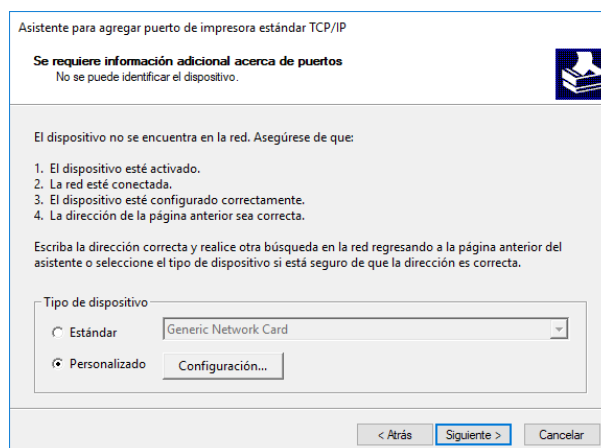 Asistente para agregar puerto de impresora estándar TCP/IP
Se requiere información adicional acerca de puertos
No se puede identificar el dispositivo.
El dispositivo no se encuentra en la red. Asegúrese de que:
1. El dispositivo esté activado.
2. La red esté conectada.
3. El dispositivo esté configurado correctamente.
4. La dirección de la página anterior sea correcta.
Escriba la dirección correcta y realice otra búsqueda en la red regresando a la página anterior del
asistente o seleccione el tipo de dispositivo si está seguro de que la dirección es correcta.
Tipo de dispositivo
Estándar
Generic Network Card
Personalizado
Configuración...
< Atrás
Siguiente >
Cancelar